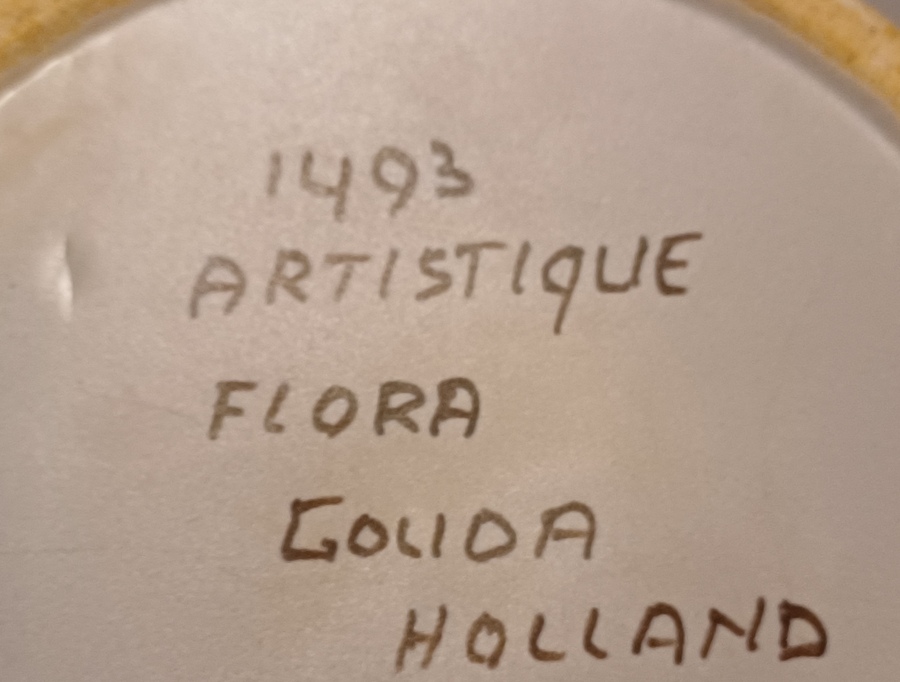 1493
ARTISTIQUE
FLORA
GOUDA
HOLLAND